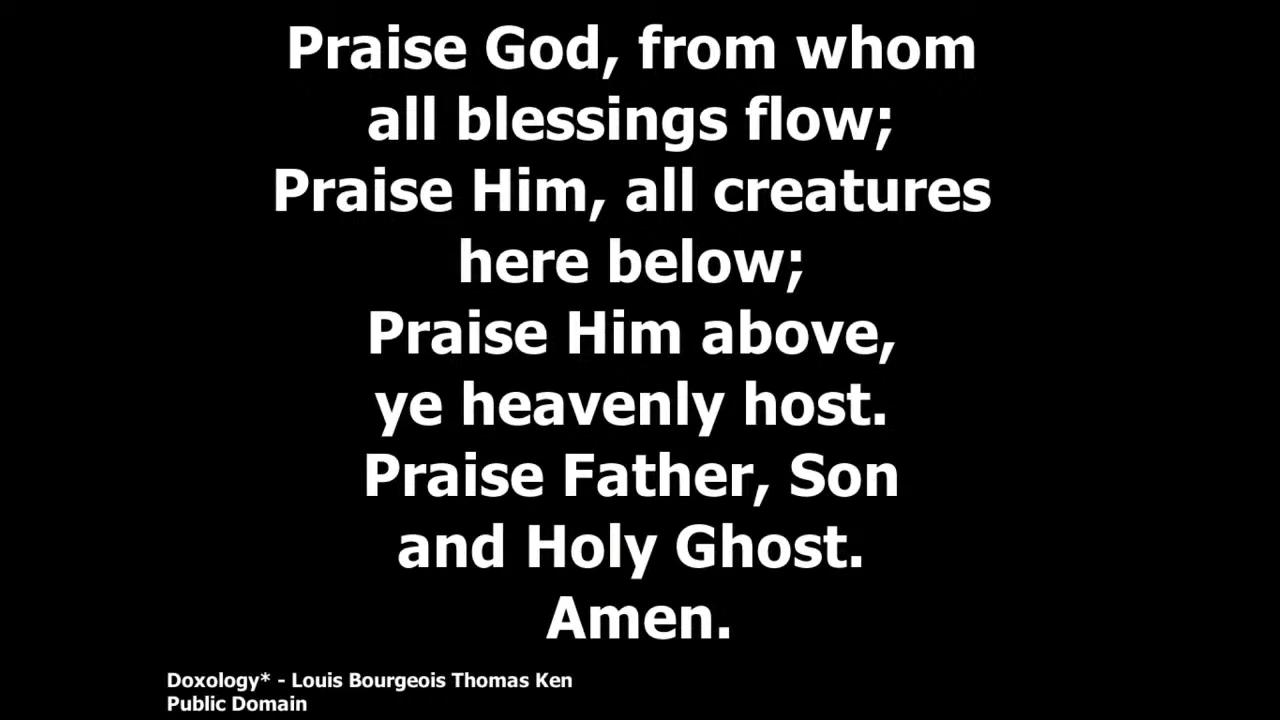 Praise God, from whom
all blessings flow;
Praise Him, all creatures
here below;
Praise Him above,
ye heavenly host.
Praise Father, Son
and Holy Ghost.
Amen.
Doxology* - Louis Bourgeois Thomas Ken
Public Domain